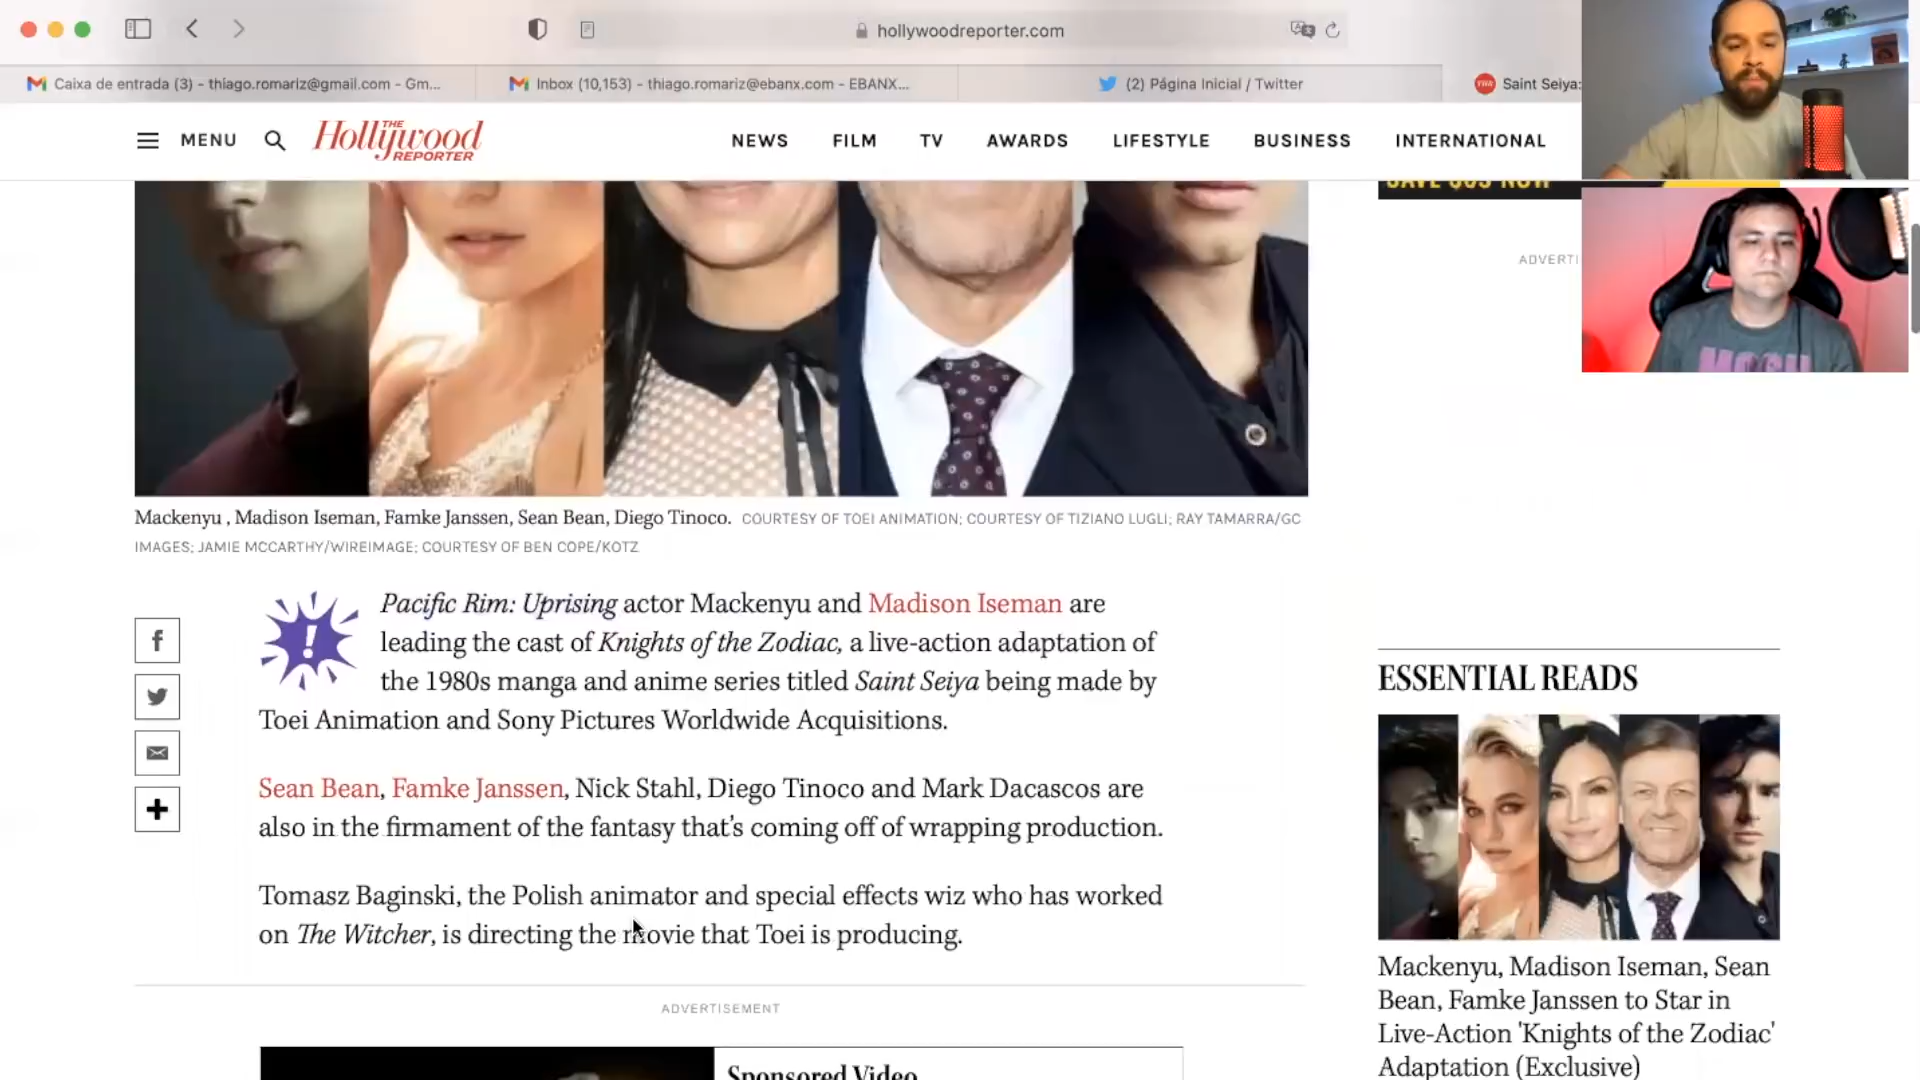 hollywoodreporter.com
Caixa de entrada (3) - thiago.romariz@gmail.com - Gm...
Inbox (10,153) - thiago.romariz@ebanx.com - EBANX...
(2) Página Inicial / Twitter
Saint Seiya:
MENU
THE
Hollywood
REPORTER
NEWS FILM TV AWARDS LIFESTYLE BUSINESS INTERNATIONAL
SAVE $65 NOW
ADVERTI
Mackenyu , Madison Iseman, Famke Janssen, Sean Bean, Diego Tinoco. COURTESY OF TOEI ANIMATION; COURTESY OF TIZIANO LUGLI; RAY TAMARRA/GC
IMAGES; JAMIE MCCARTHY/WIREIMAGE; COURTESY OF BEN COPE/KOTZ
Pacific Rim: Uprising actor Mackenyu and Madison Iseman are
leading the cast of Knights of the Zodiac, a live-action adaptation of
the 1980s manga and anime series titled Saint Seiya being made by
Toei Animation and Sony Pictures Worldwide Acquisitions.
Sean Bean, Famke Janssen, Nick Stahl, Diego Tinoco and Mark Dacascos are
also in the firmament of the fantasy that's coming off of wrapping production.
Tomasz Baginski, the Polish animator and special effects wiz who has worked
on The Witcher, is directing the movie that Toei is producing.
ADVERTISEMENT
Sponsored Video
ESSENTIAL READS
Mackenyu, Madison Iseman, Sean
Bean, Famke Janssen to Star in
Live-Action 'Knights of the Zodiac'
Adaptation (Exclusive)